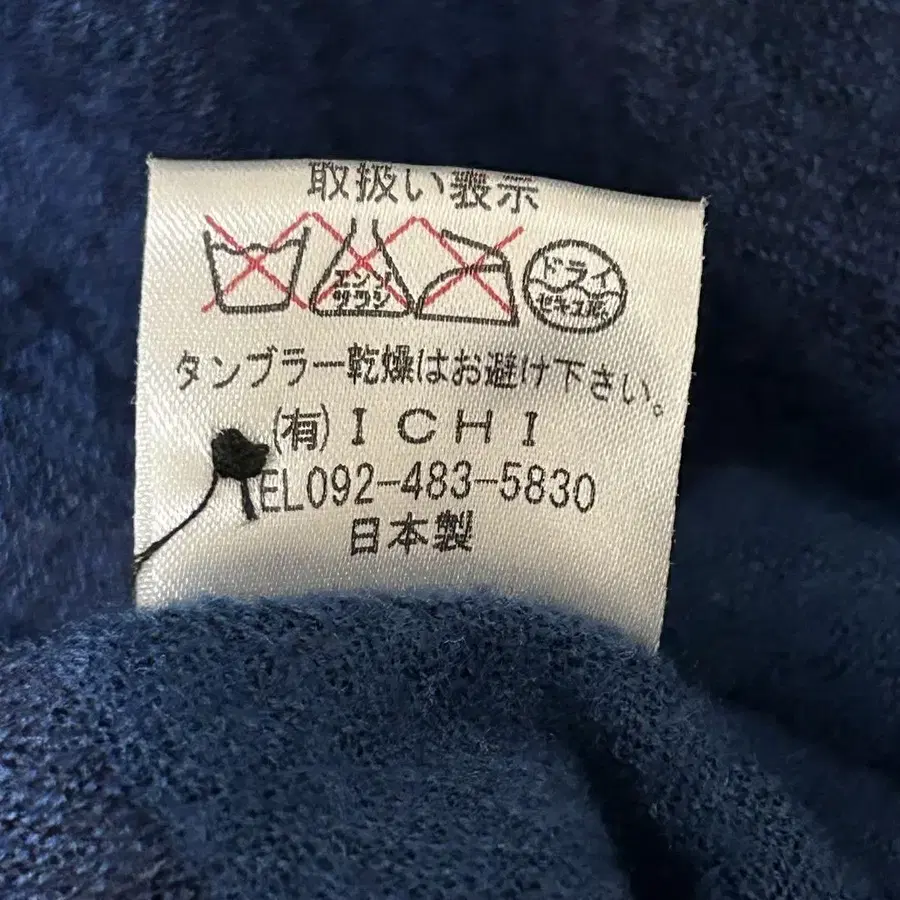 取扱い表示
エンソ
サラシ
ドライ
セキユ系
タンブラー乾燥はお避け下さい。
(有)ICHI
EL092-483-5830
日本製